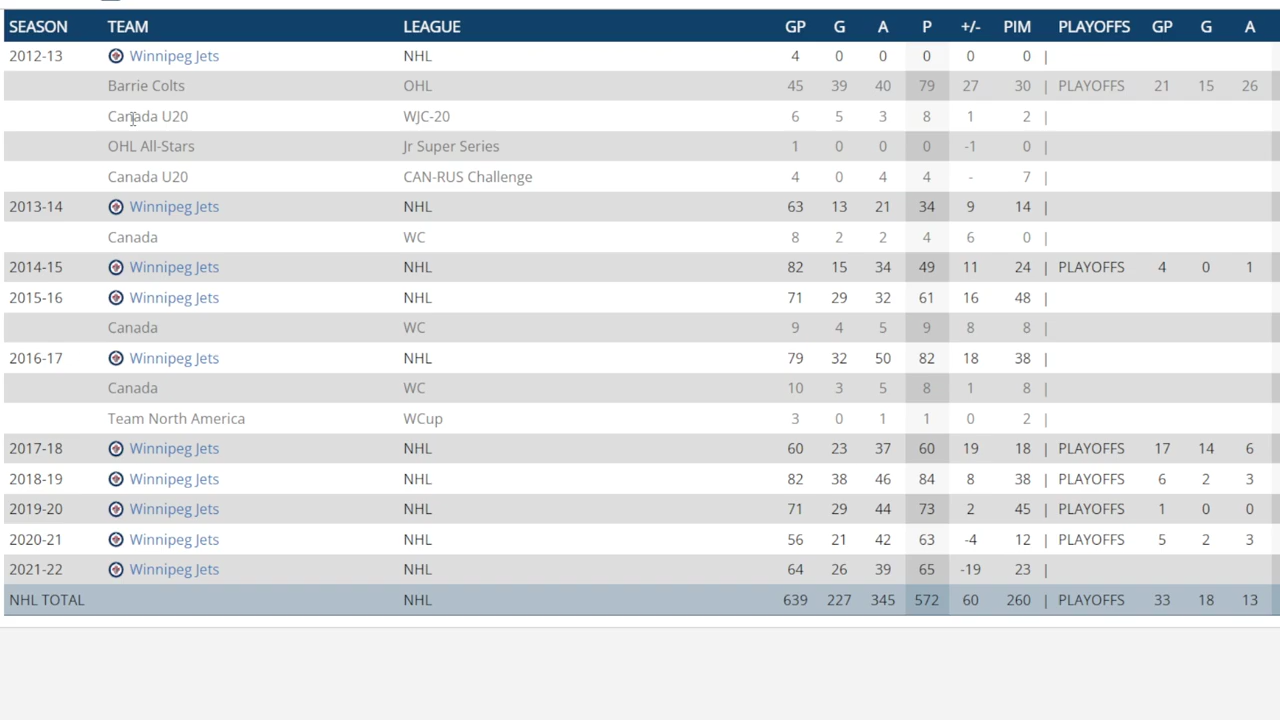 SEASON TEAM LEAGUE GP G A P +/- PIM PLAYOFFS GP G A
2012-13 Winnipeg Jets NHL 4 0 0 0 0 0 |
Barrie Colts OHL 45 39 40 79 27 30 | PLAYOFFS 21 15 26
Canada U20 WJC-20 6 5 3 8 1 2 |
OHL All-Stars Jr Super Series 1 0 0 0 -1 0 |
Canada U20 CAN-RUS Challenge 4 0 4 4 - 7 |
2013-14 Winnipeg Jets NHL 63 13 21 34 9 14 |
Canada WC 8 2 2 4 6 0 |
2014-15 Winnipeg Jets NHL 82 15 34 49 11 24 | PLAYOFFS 4 0 1
2015-16 Winnipeg Jets NHL 71 29 32 61 16 48 |
Canada WC 9 4 5 9 8 8 |
2016-17 Winnipeg Jets NHL 79 32 50 82 18 38 |
Canada WC 10 3 5 8 1 8 |
Team North America WCup 3 0 1 1 0 2 |
2017-18 Winnipeg Jets NHL 60 23 37 60 19 18 | PLAYOFFS 17 14 6
2018-19 Winnipeg Jets NHL 82 38 46 84 8 38 | PLAYOFFS 6 2 3
2019-20 Winnipeg Jets NHL 71 29 44 73 2 45 | PLAYOFFS 1 0 0
2020-21 Winnipeg Jets NHL 56 21 42 63 -4 12 | PLAYOFFS 5 2 3
2021-22 Winnipeg Jets NHL 64 26 39 65 -19 23 |
NHL TOTAL NHL 639 227 345 572 60 260 | PLAYOFFS 33 18 13